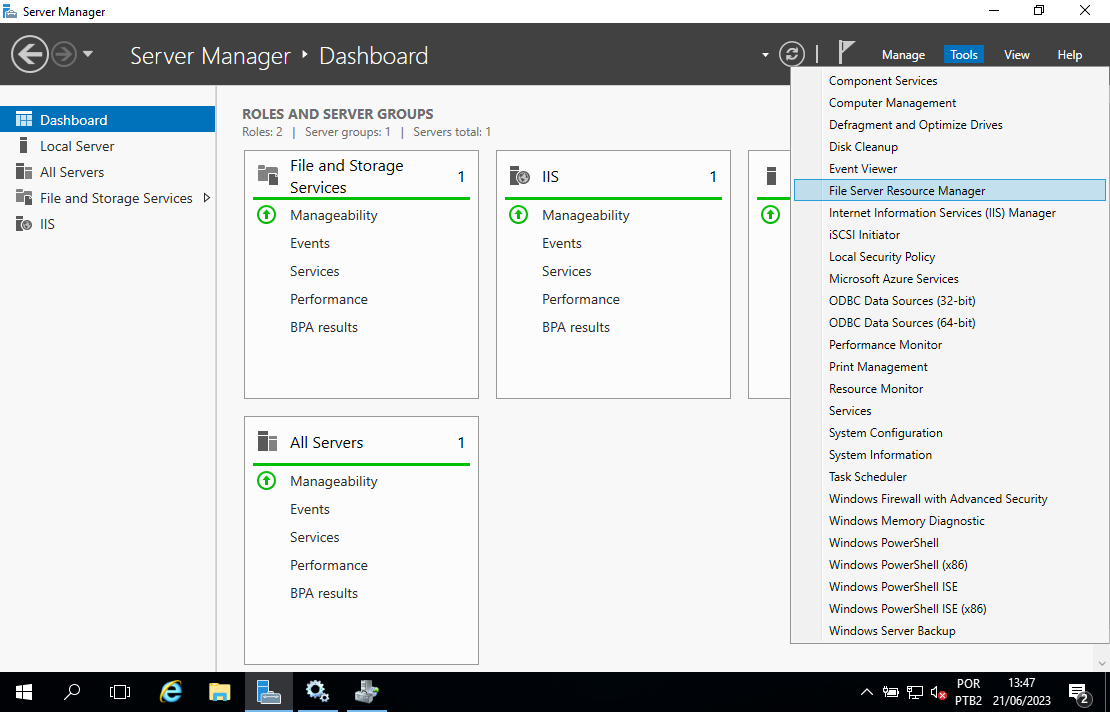 Server Manager
Server Manager ‣ Dashboard
Manage Tools View Help
Dashboard
Local Server
All Servers
File and Storage Services
IIS
ROLES AND SERVER GROUPS
Roles: 2 | Server groups: 1 | Servers total: 1
File and Storage Services 1
Manageability
Events
Services
Performance
BPA results
IIS 1
Manageability
Events
Services
Performance
BPA results
All Servers 1
Manageability
Events
Services
Performance
BPA results
Component Services
Computer Management
Defragment and Optimize Drives
Disk Cleanup
Event Viewer
File Server Resource Manager
Internet Information Services (IIS) Manager
iSCSI Initiator
Local Security Policy
Microsoft Azure Services
ODBC Data Sources (32-bit)
ODBC Data Sources (64-bit)
Performance Monitor
Print Management
Resource Monitor
Services
System Configuration
System Information
Task Scheduler
Windows Firewall with Advanced Security
Windows Memory Diagnostic
Windows PowerShell
Windows PowerShell (x86)
Windows PowerShell ISE
Windows PowerShell ISE (x86)
Windows Server Backup
POR
PTB2
13:47
21/06/2023
2